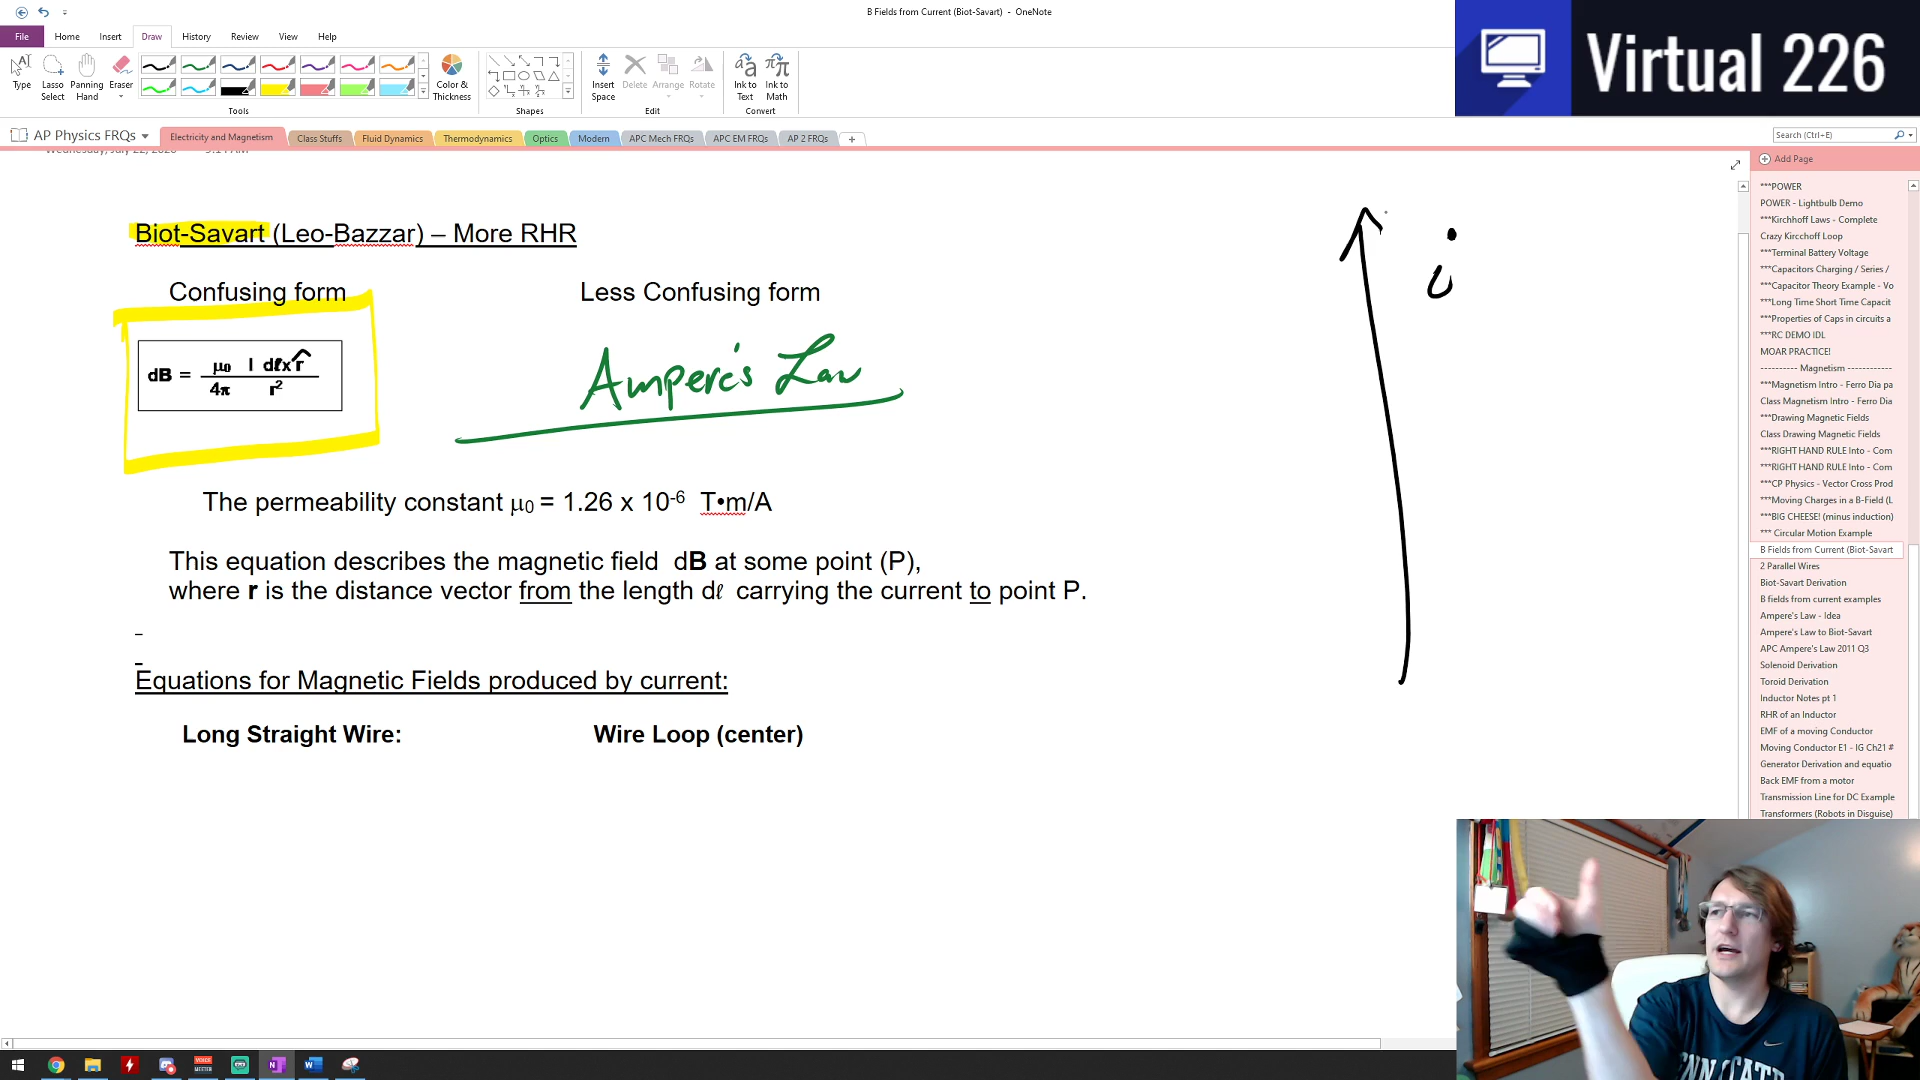 B Fields from Current (Biot-Savart) - OneNote
Virtual 226
File Home Insert Draw History Review View Help
Type
Lasso Select
Panning Hand
Eraser
Color & Thickness
Insert Space
Delete
Arrange
Rotate
Ink to Text
Ink to Math
Tools
Shapes
Edit
Convert
AP Physics FRQs
Electricity and Magnetism
Class Stuffs
Fluid Dynamics
Thermodynamics
Optics
Modern
APC Mech FRQs
APC EM FRQs
AP 2 FRQs
Search (Ctrl+E)
Biot-Savart (Leo-Bazzar) – More RHR
Confusing form
Less Confusing form
dB = μ0 I dℓ x r̂ / 4π r²
Ampere's Law
The permeability constant μ0 = 1.26 x 10-6 T•m/A
This equation describes the magnetic field dB at some point (P),
where r is the distance vector from the length dℓ carrying the current to point P.
Equations for Magnetic Fields produced by current:
Long Straight Wire:
Wire Loop (center)
i
Add Page
***POWER
POWER - Lightbulb Demo
***Kirchhoff Laws - Complete
Crazy Kircchoff Loop
***Terminal Battery Voltage
***Capacitors Charging / Series /
***Capacitor Theory Example - Vo
***Long Time Short Time Capacit
***Properties of Caps in circuits a
***RC DEMO IDL
MOAR PRACTICE!
---------- Magnetism ------------
***Magnetism Intro - Ferro Dia pa
Class Magnetism Intro - Ferro Dia
***Drawing Magnetic Fields
Class Drawing Magnetic Fields
***RIGHT HAND RULE Into - Com
***RIGHT HAND RULE Into - Com
***CP Physics - Vector Cross Prod
***Moving Charges in a B-Field (L
***BIG CHEESE! (minus induction)
*** Circular Motion Example
B Fields from Current (Biot-Savart
2 Parallel Wires
Biot-Savart Derivation
B fields from current examples
Ampere's Law - Idea
Ampere's Law to Biot-Savart
APC Ampere's Law 2011 Q3
Solenoid Derivation
Toroid Derivation
Inductor Notes pt 1
RHR of an Inductor
EMF of a moving Conductor
Moving Conductor E1 - IG Ch21 #
Generator Derivation and equatio
Back EMF from a motor
Transmission Line for DC Example
Transformers (Robots in Disguise)